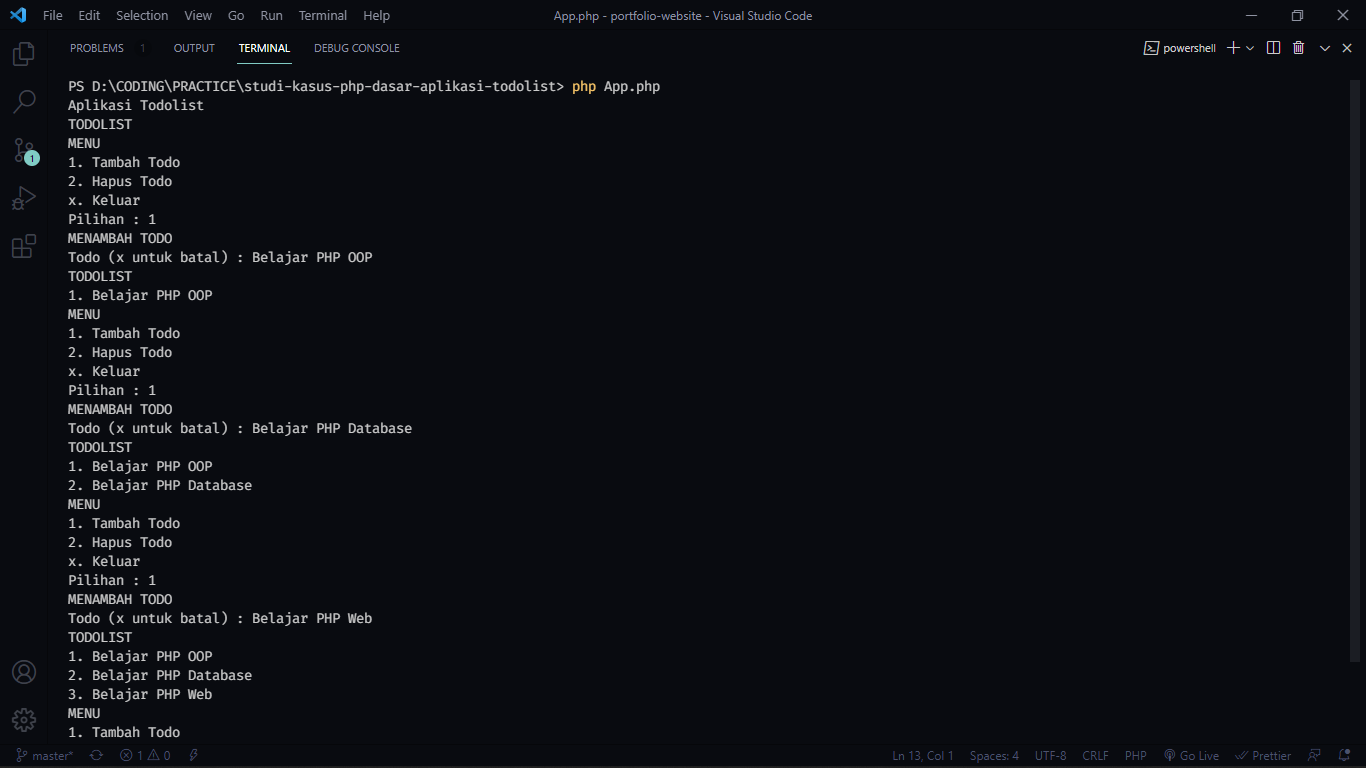 File Edit Selection View Go Run Terminal Help App.php - portfolio-website - Visual Studio Code
PROBLEMS 1 OUTPUT TERMINAL DEBUG CONSOLE powershell
PS D:\CODING\PRACTICE\studi-kasus-php-dasar-aplikasi-todolist> php App.php
Aplikasi Todolist
TODOLIST
MENU
1. Tambah Todo
2. Hapus Todo
x. Keluar
Pilihan : 1
MENAMBAH TODO
Todo (x untuk batal) : Belajar PHP OOP
TODOLIST
1. Belajar PHP OOP
MENU
1. Tambah Todo
2. Hapus Todo
x. Keluar
Pilihan : 1
MENAMBAH TODO
Todo (x untuk batal) : Belajar PHP Database
TODOLIST
1. Belajar PHP OOP
2. Belajar PHP Database
MENU
1. Tambah Todo
2. Hapus Todo
x. Keluar
Pilihan : 1
MENAMBAH TODO
Todo (x untuk batal) : Belajar PHP Web
TODOLIST
1. Belajar PHP OOP
2. Belajar PHP Database
3. Belajar PHP Web
MENU
1. Tambah Todo
1
master* 1 0 Ln 13, Col 1 Spaces: 4 UTF-8 CRLF PHP Go Live Prettier